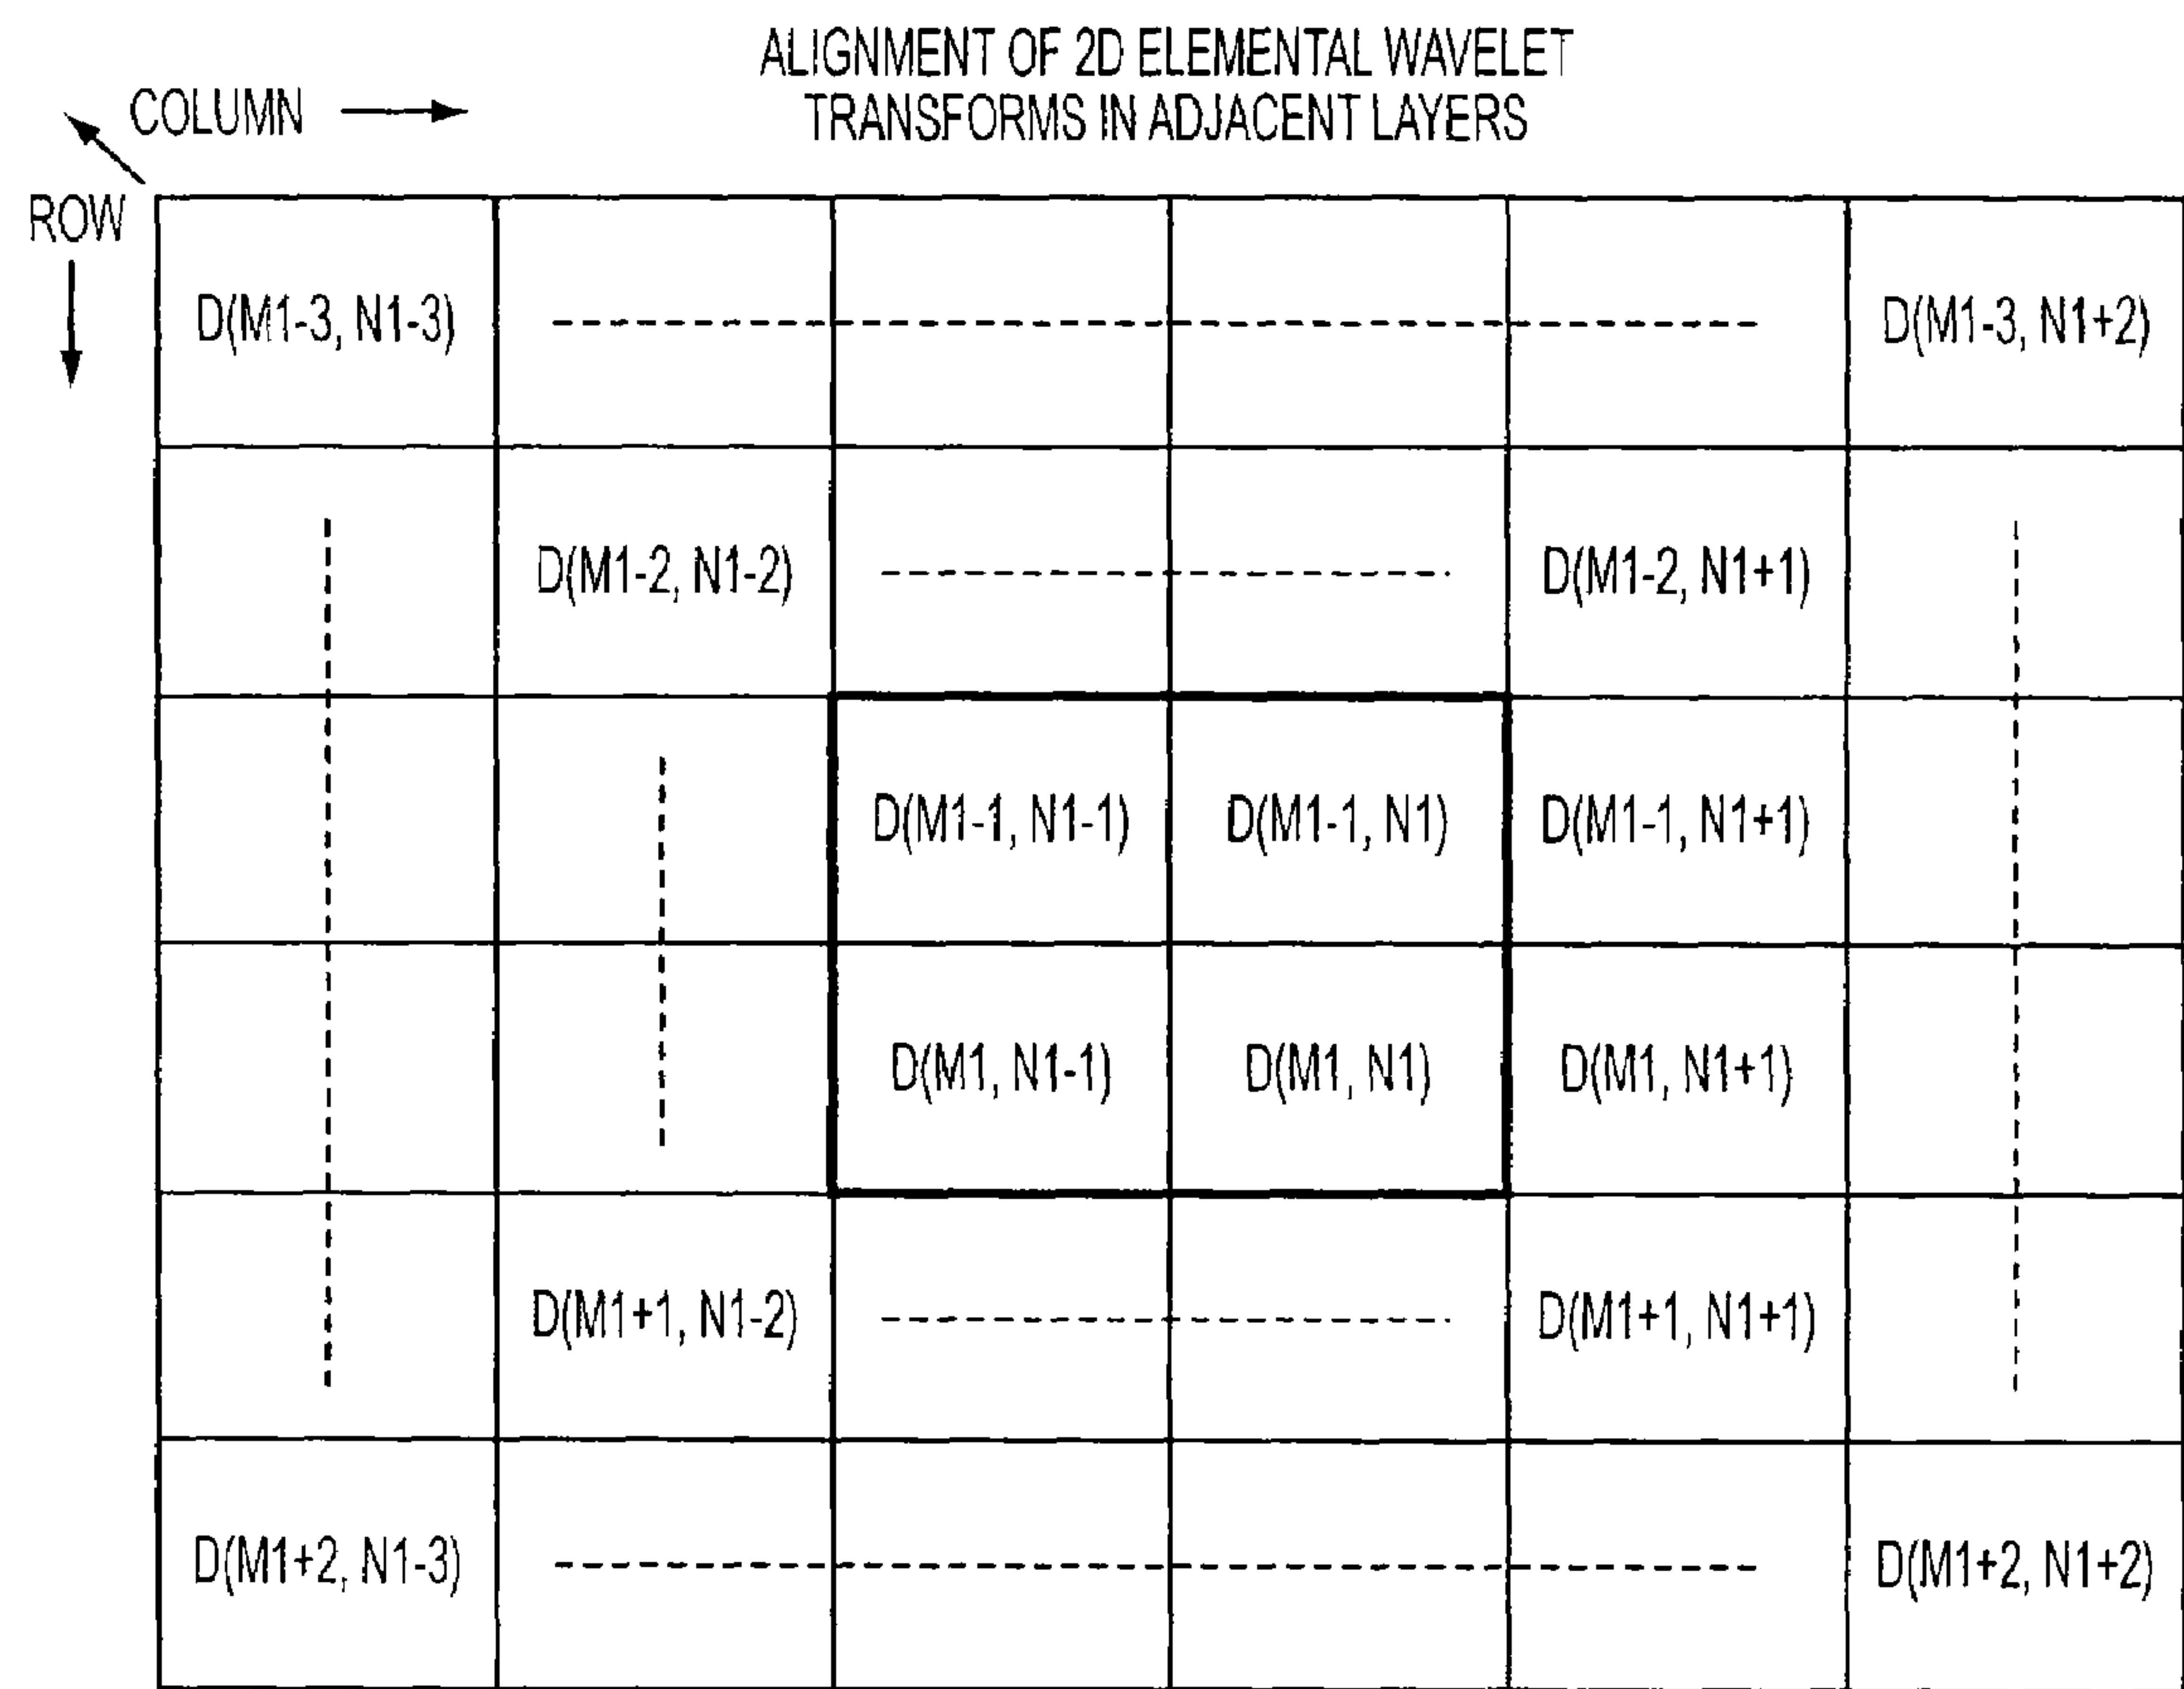 ALIGNMENT OF 2D ELEMENTAL WAVELET
TRANSFORMS IN ADJACENT LAYERS
COLUMN
ROW
D(M1-3, N1-3) D(M1-3, N1+2)
D(M1-2, N1-2) D(M1-2, N1+1)
D(M1-1, N1-1) D(M1-1, N1) D(M1-1, N1+1)
D(M1, N1-1) D(M1, N1) D(M1, N1+1)
D(M1+1, N1-2) D(M1+1, N1+1)
D(M1+2, N1-3) D(M1+2, N1+2)